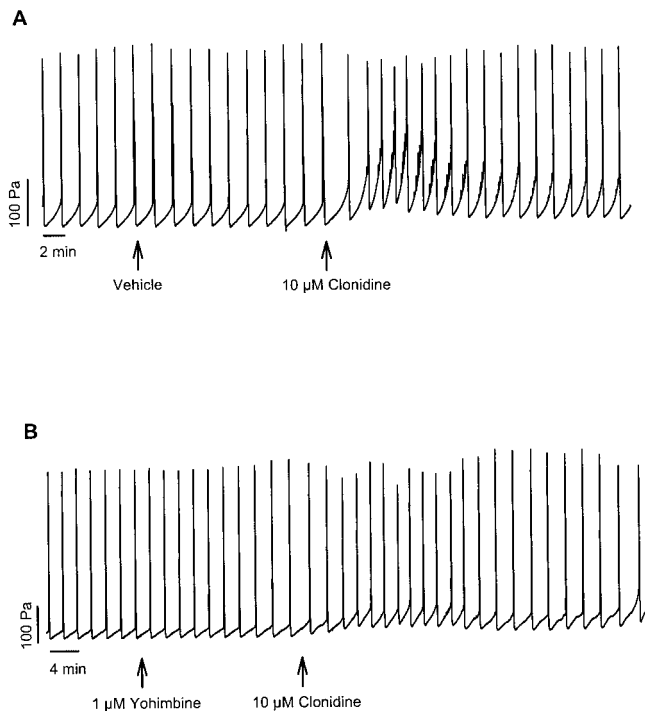 A
100 Pa
2 min
Vehicle
10 µM Clonidine
B
100 Pa
4 min
1 µM Yohimbine
10 µM Clonidine